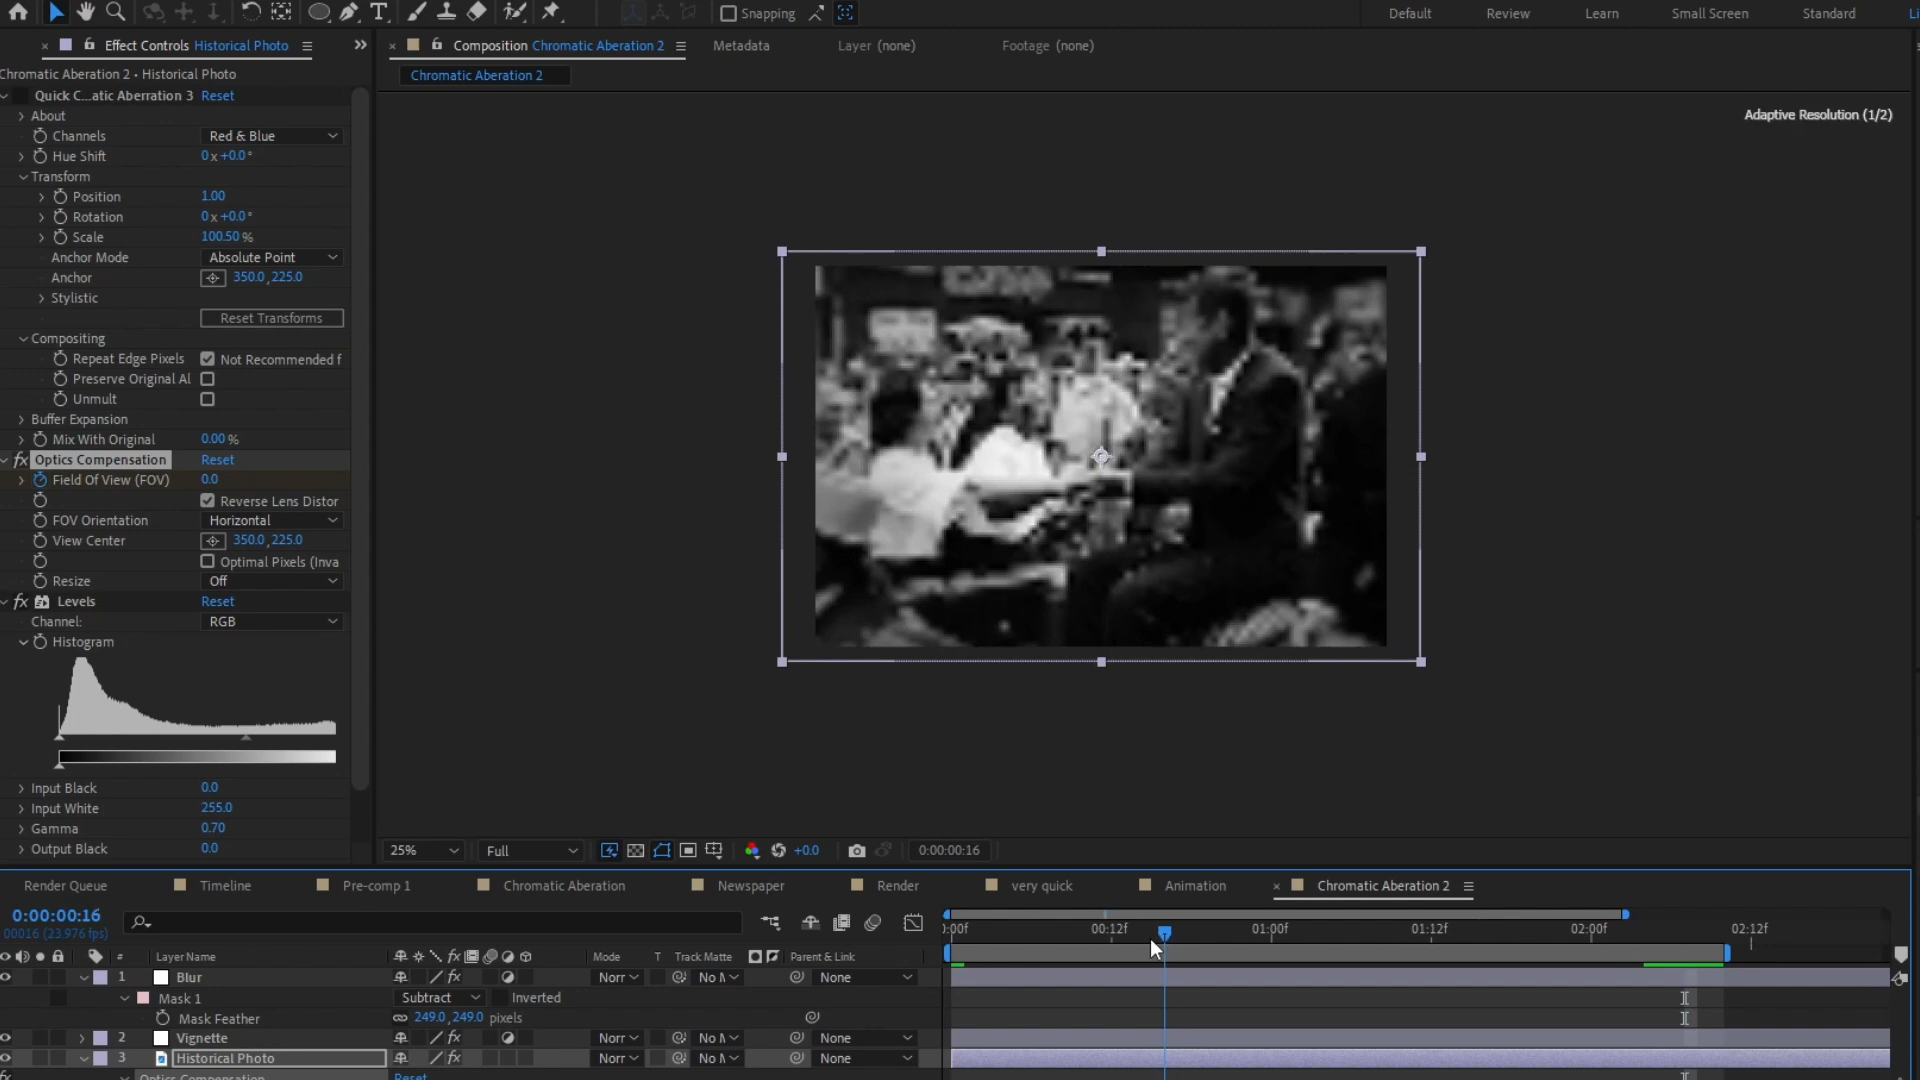 Snapping
Default
Review
Learn
Small Screen
Standard
Li
Effect Controls Historical Photo
Composition Chromatic Aberation 2
Metadata
Layer (none)
Footage (none)
Chromatic Aberation 2 • Historical Photo
Chromatic Aberation 2
Quick C...atic Aberration 3 Reset
About
Channels Red & Blue
Hue Shift 0x+0.0°
Transform
Position 1.00
Rotation 0x+0.0°
Scale 100.50 %
Anchor Mode Absolute Point
Anchor 350.0,225.0
Stylistic
Reset Transforms
Compositing
Repeat Edge Pixels Not Recommended f
Preserve Original Al
Unmult
Buffer Expansion
Mix With Original 0.00 %
fx Optics Compensation Reset
Field Of View (FOV) 0.0
Reverse Lens Distor
FOV Orientation Horizontal
View Center 350.0,225.0
Optimal Pixels (Inva
Resize Off
fx Levels Reset
Channel: RGB
Histogram
Input Black 0.0
Input White 255.0
Gamma 0.70
Output Black 0.0
Adaptive Resolution (1/2)
25% Full +0.0 0:00:00:16
Render Queue
Timeline
Pre-comp 1
Chromatic Aberation
Newspaper
Render
very quick
Animation
Chromatic Aberation 2
0:00:00:16
00016 (23.976 fps)
):00f 00:12f 01:00f 01:12f 02:00f 02:12f
# Layer Name fx Mode T Track Matte Parent & Link
1 Blur fx Norr No M None
Mask 1 Subtract Inverted
Mask Feather 249.0,249.0 pixels
2 Vignette fx Norr No M None
3 Historical Photo fx Norr No M None
fx Optics Compensation Reset